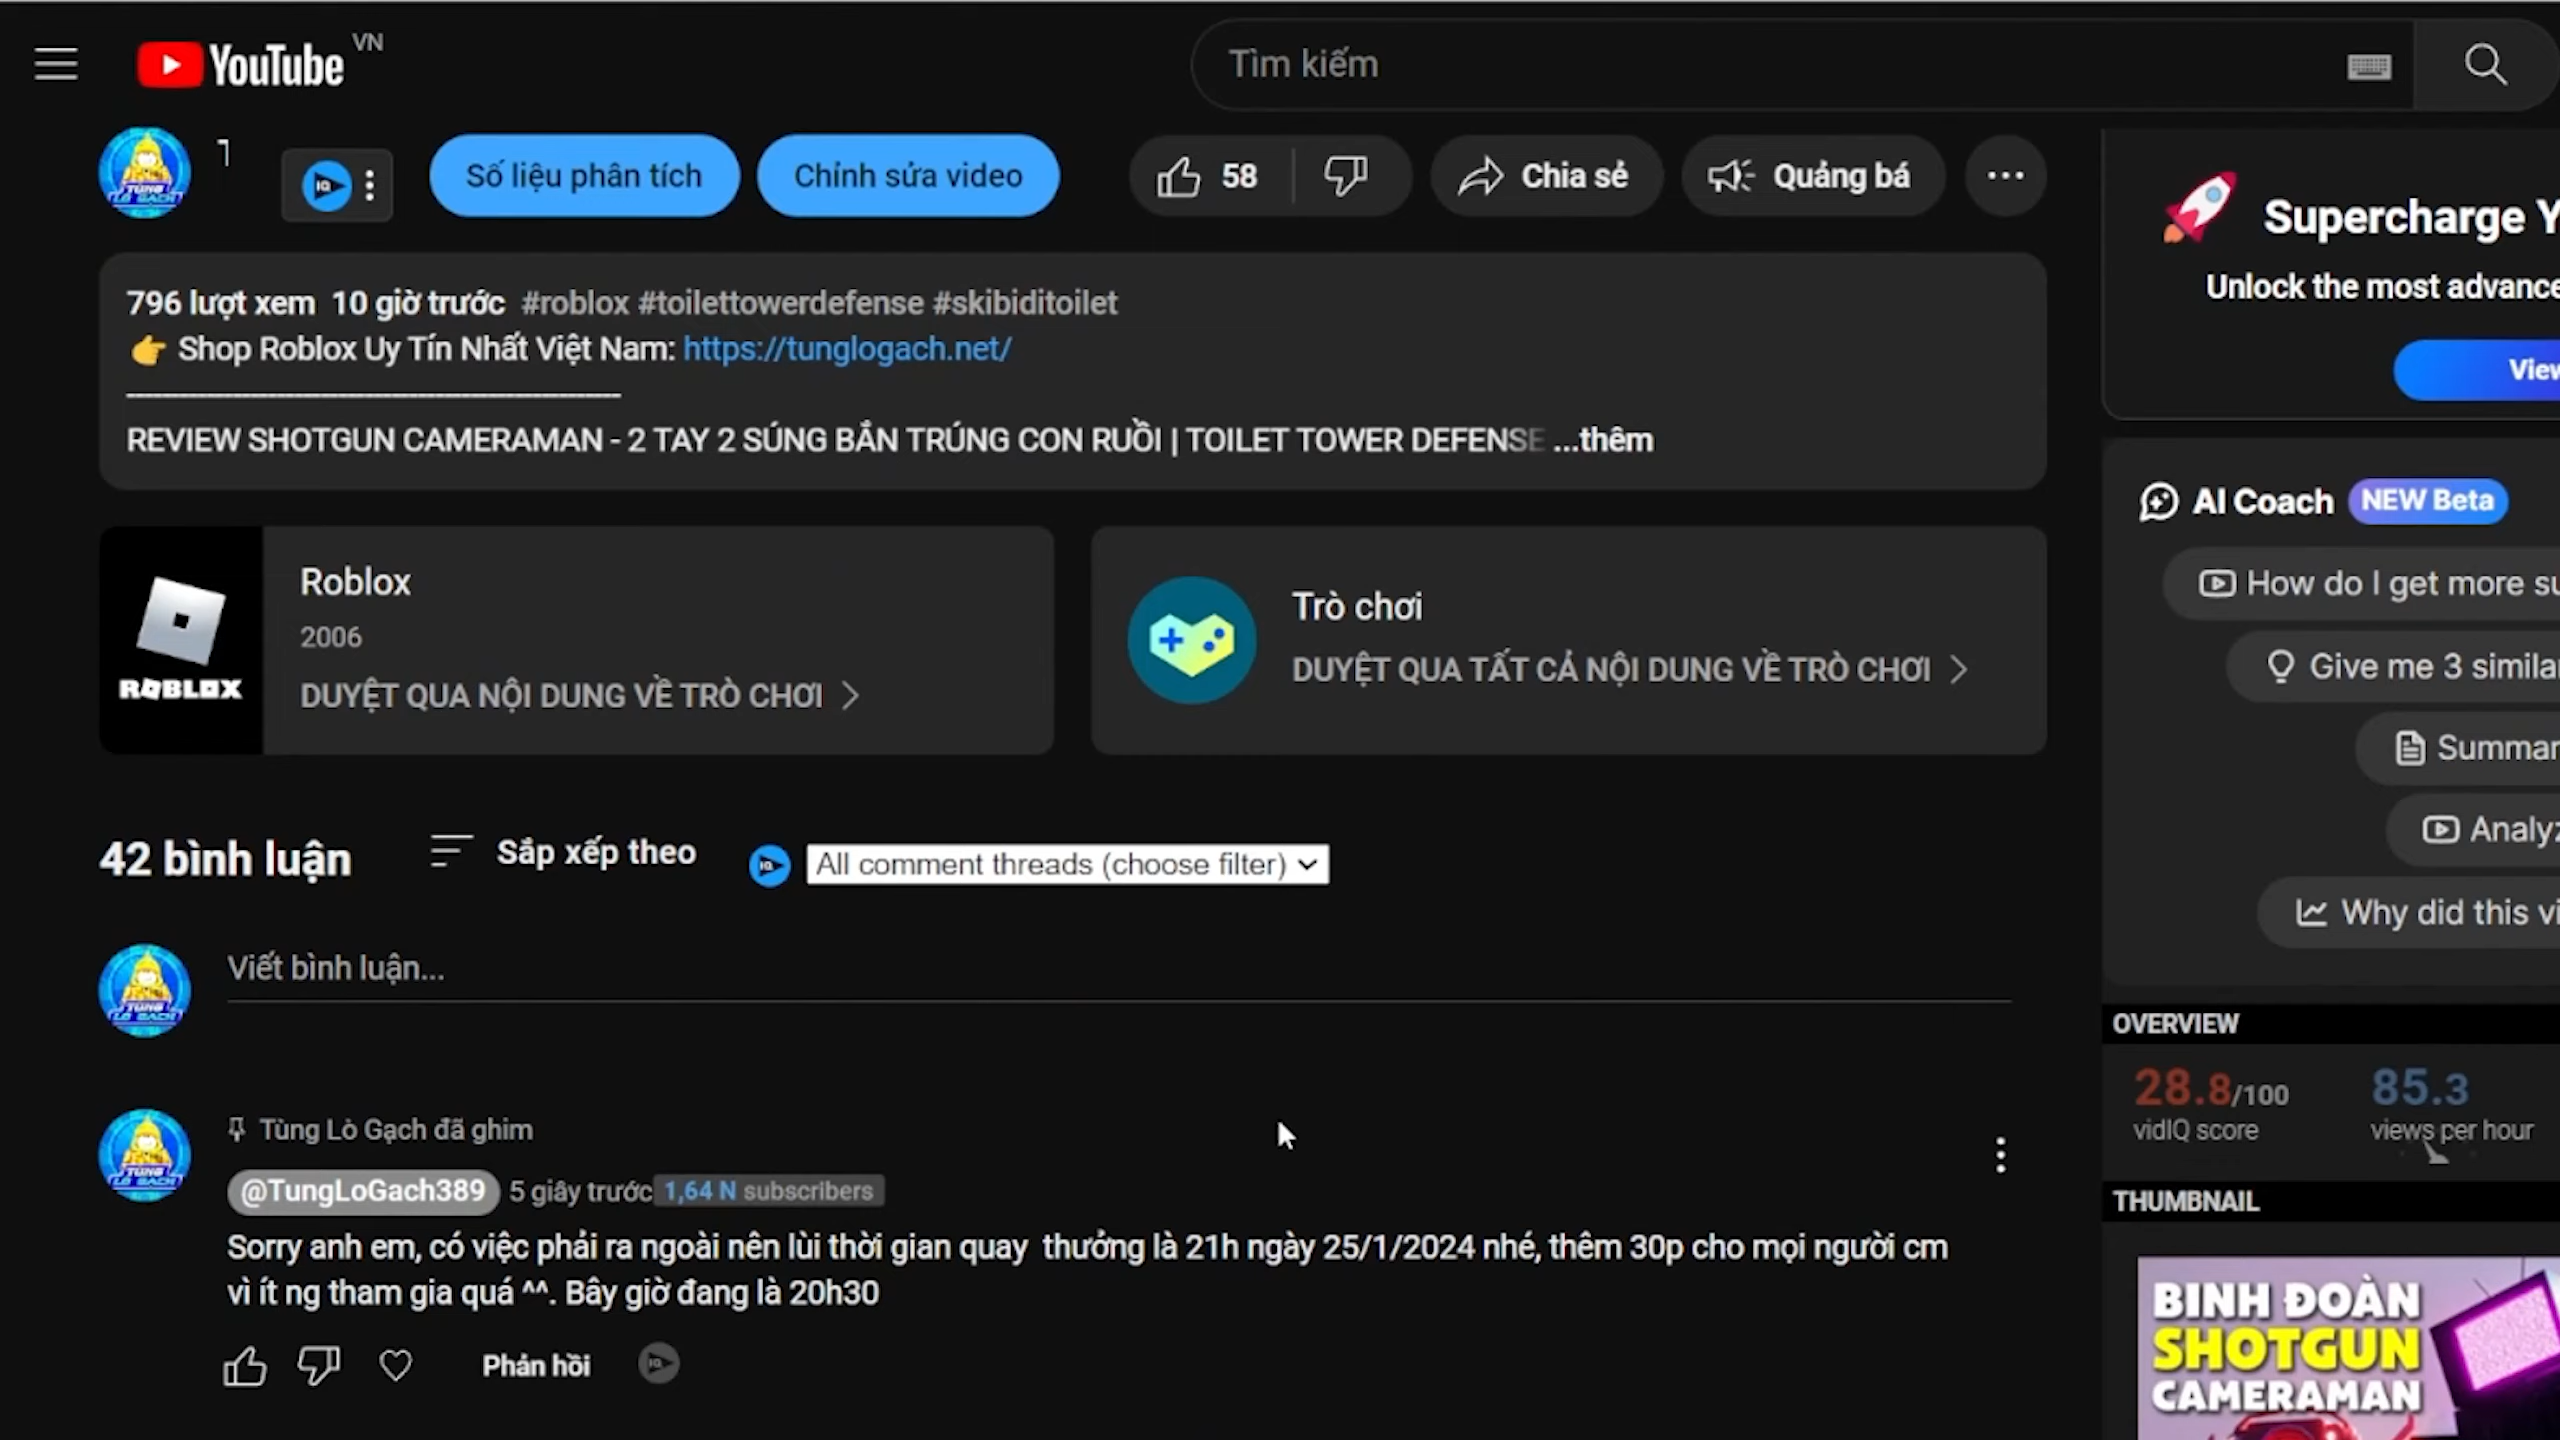 YouTube VN
Tìm kiếm
Số liệu phân tích
Chỉnh sửa video
58
Chia sẻ
Quảng bá
796 lượt xem 10 giờ trước #roblox #toilettowerdefense #skibiditoilet
👉 Shop Roblox Uy Tín Nhất Việt Nam: https://tunglogach.net/
REVIEW SHOTGUN CAMERAMAN - 2 TAY 2 SÚNG BẮN TRÚNG CON RUỒI | TOILET TOWER DEFENSE ...thêm
ROBLOX
Roblox
2006
DUYỆT QUA NỘI DUNG VỀ TRÒ CHƠI
Trò chơi
DUYỆT QUA TẤT CẢ NỘI DUNG VỀ TRÒ CHƠI
42 bình luận
Sắp xếp theo
All comment threads (choose filter)
Viết bình luận...
Tùng Lò Gạch đã ghim
@TungLoGach389 5 giây trước 1,64 N subscribers
Sorry anh em, có việc phải ra ngoài nên lùi thời gian quay thưởng là 21h ngày 25/1/2024 nhé, thêm 30p cho mọi người cm
vì ít ng tham gia quá ^^. Bây giờ đang là 20h30
Phản hồi
Supercharge
Unlock the most
View
AI Coach NEW Beta
How do I get more
Give me 3
OVERVIEW
28.8/100
vidIQ score
85.3
views per hour
THUMBNAIL
BINH ĐOÀN
SHOTGUN
CAMERAMAN
Why did this